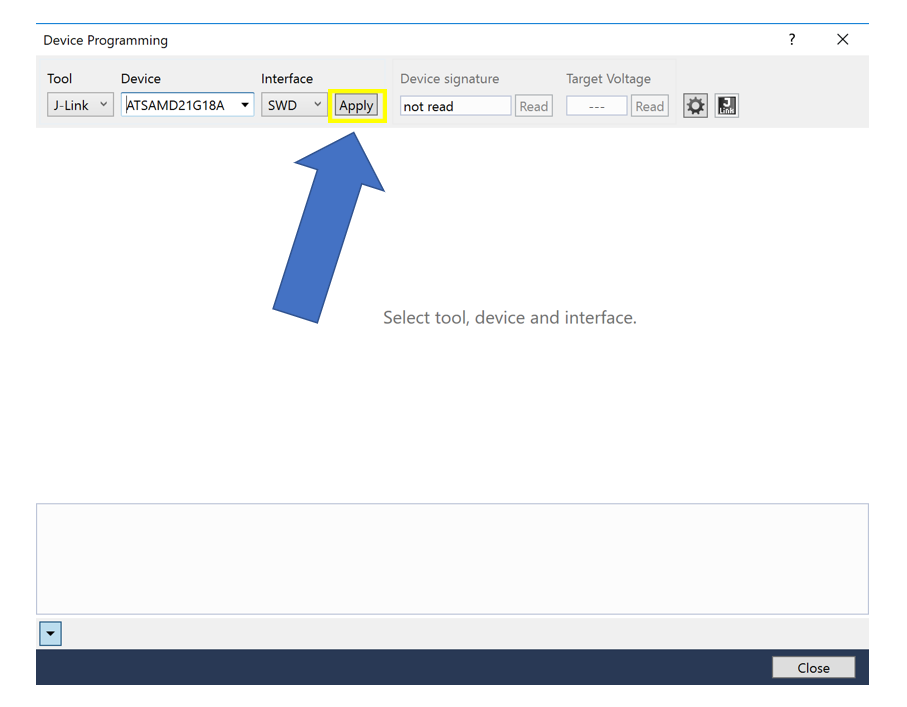 Device Programming ?
Tool Device Interface Device signature Target Voltage
J-Link ATSAMD21G18A SWD Apply not read Read --- Read J Link
Select tool, device and interface.
Close